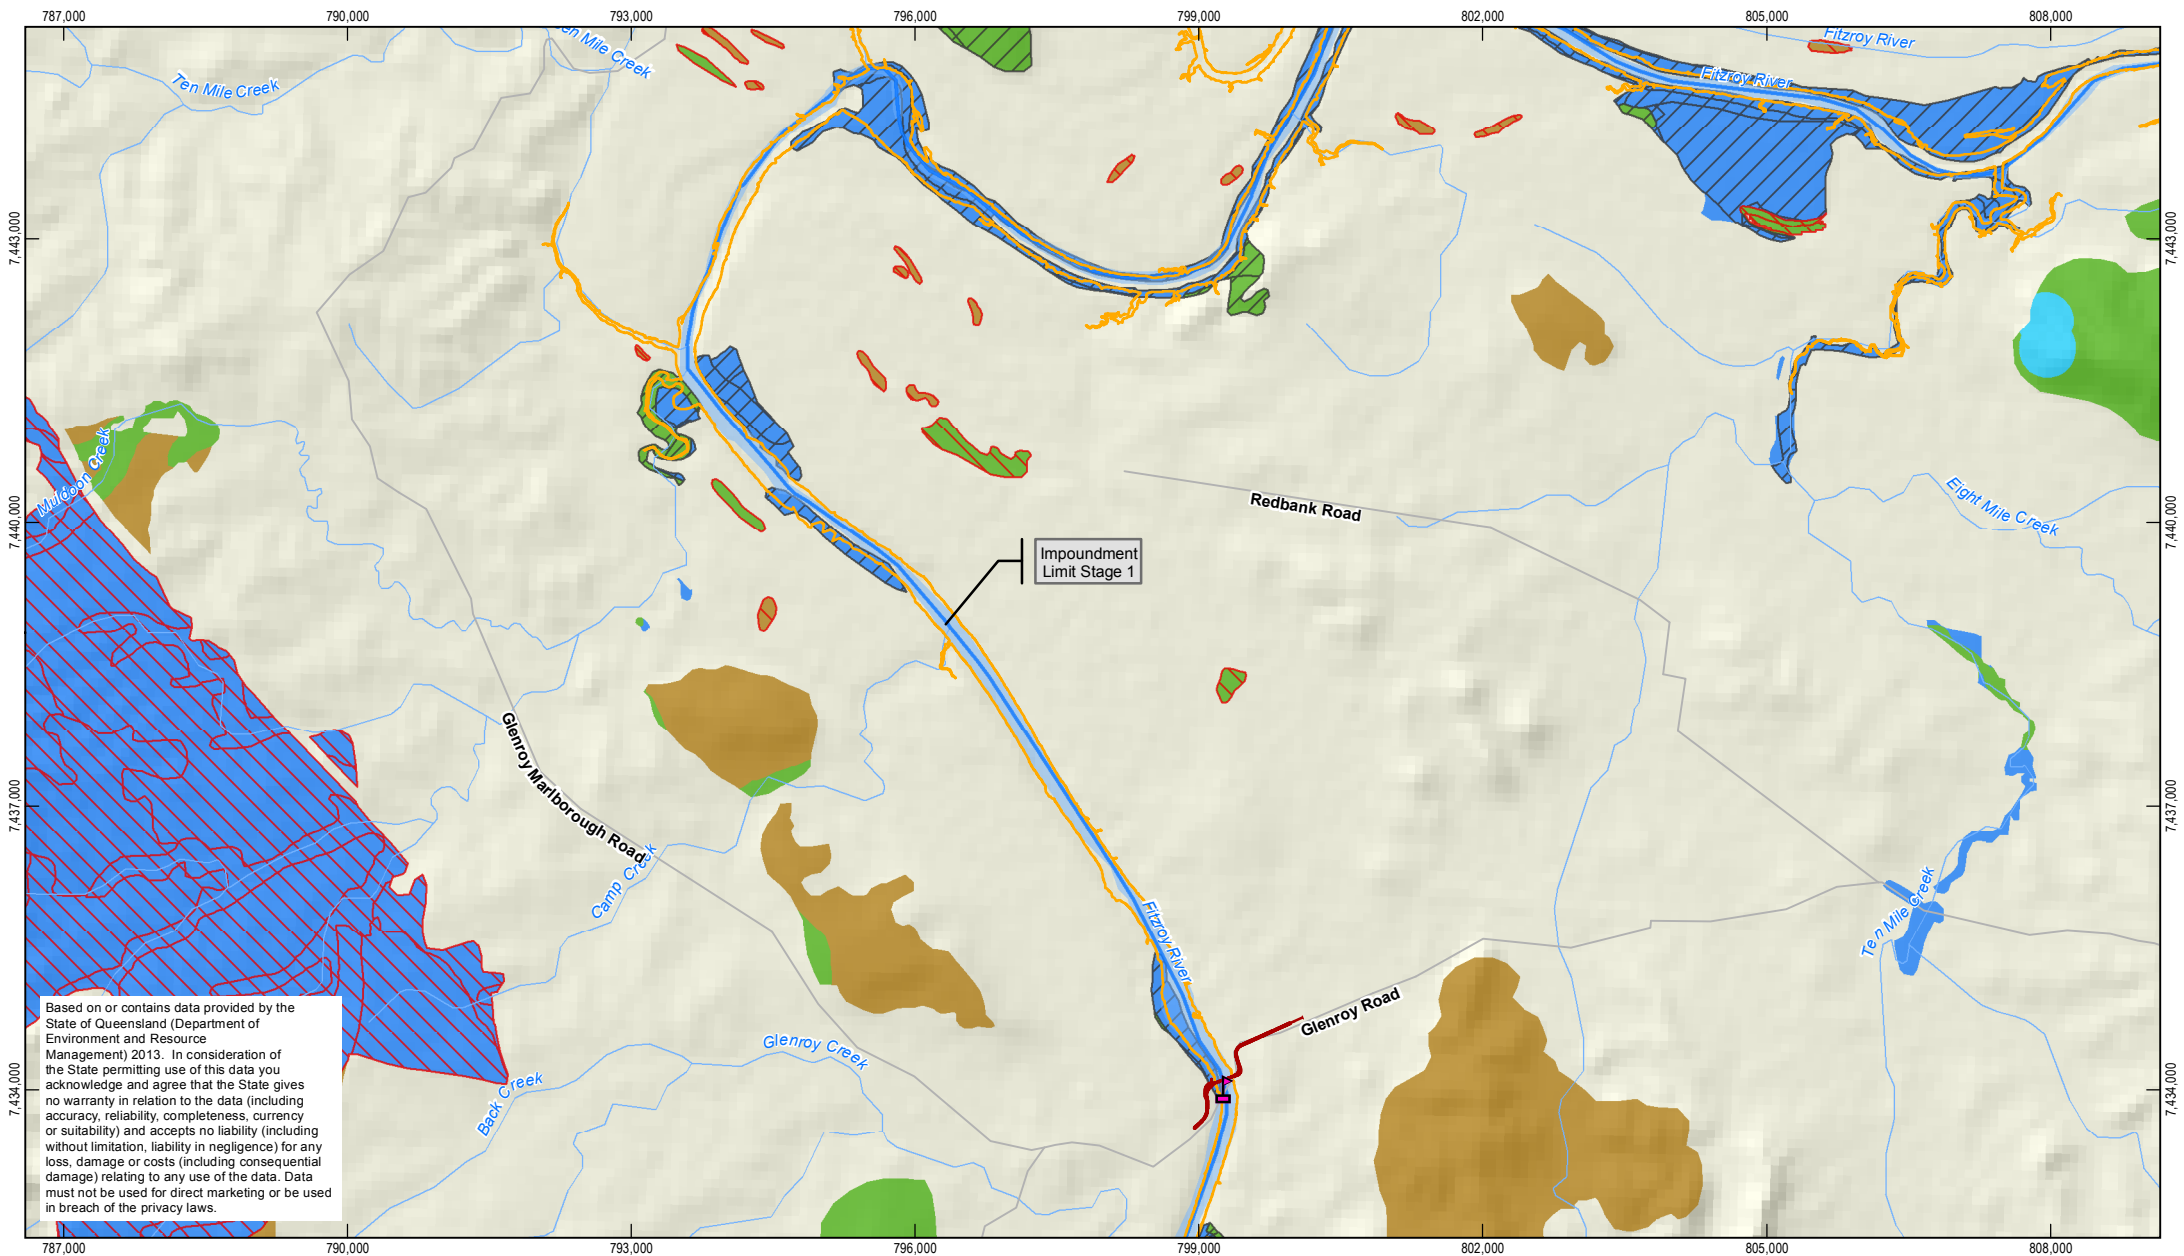 787,000
790,000
793,000
796,000
799,000
802,000
805,000
808,000
Ten Mile Creek
Ten Mile Creek
Fitzroy River
Fitzroy River
7,443,000
7,443,000
Muldoon Creek
Redbank Road
Eight Mile Creek
7,440,000
7,440,000
Impoundment
Limit Stage 1
Glenroy Marlborough Road
7,437,000
7,437,000
Camp Creek
Fitzroy River
Ten Mile Creek
Glenroy Road
Glenroy Creek
Back Creek
7,434,000
7,434,000
Based on or contains data provided by the
State of Queensland (Department of
Environment and Resource
Management) 2013. In consideration of
the State permitting use of this data you
acknowledge and agree that the State gives
no warranty in relation to the data (including
accuracy, reliability, completeness, currency
or suitability) and accepts no liability (including
without limitation, liability in negligence) for any
loss, damage or costs (including consequential
damage) relating to any use of the data. Data
must not be used for direct marketing or be used
in breach of the privacy laws.
787,000
790,000
793,000
796,000
799,000
802,000
805,000
808,000